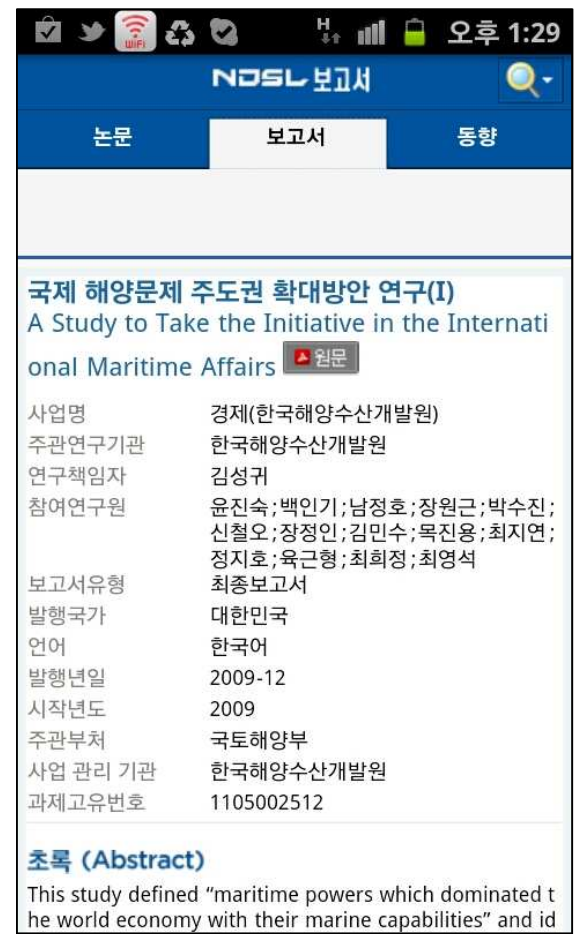 WiFi H 오후 1:29
NDSL 보고서
논문 보고서 동향
국제 해양문제 주도권 확대방안 연구(I)
A Study to Take the Initiative in the Internati
onal Maritime Affairs 원문
사업명 경제(한국해양수산개발원)
주관연구기관 한국해양수산개발원
연구책임자 김성귀
참여연구원 윤진숙;백인기;남정호;장원근;박수진;
신철오;장정인;김민수;목진용;최지연;
정지호;육근형;최희정;최영석
보고서유형 최종보고서
발행국가 대한민국
언어 한국어
발행년일 2009-12
시작년도 2009
주관부처 국토해양부
사업 관리 기관 한국해양수산개발원
과제고유번호 1105002512
초록 (Abstract)
This study defined “maritime powers which dominated t
he world economy with their marine capabilities” and id